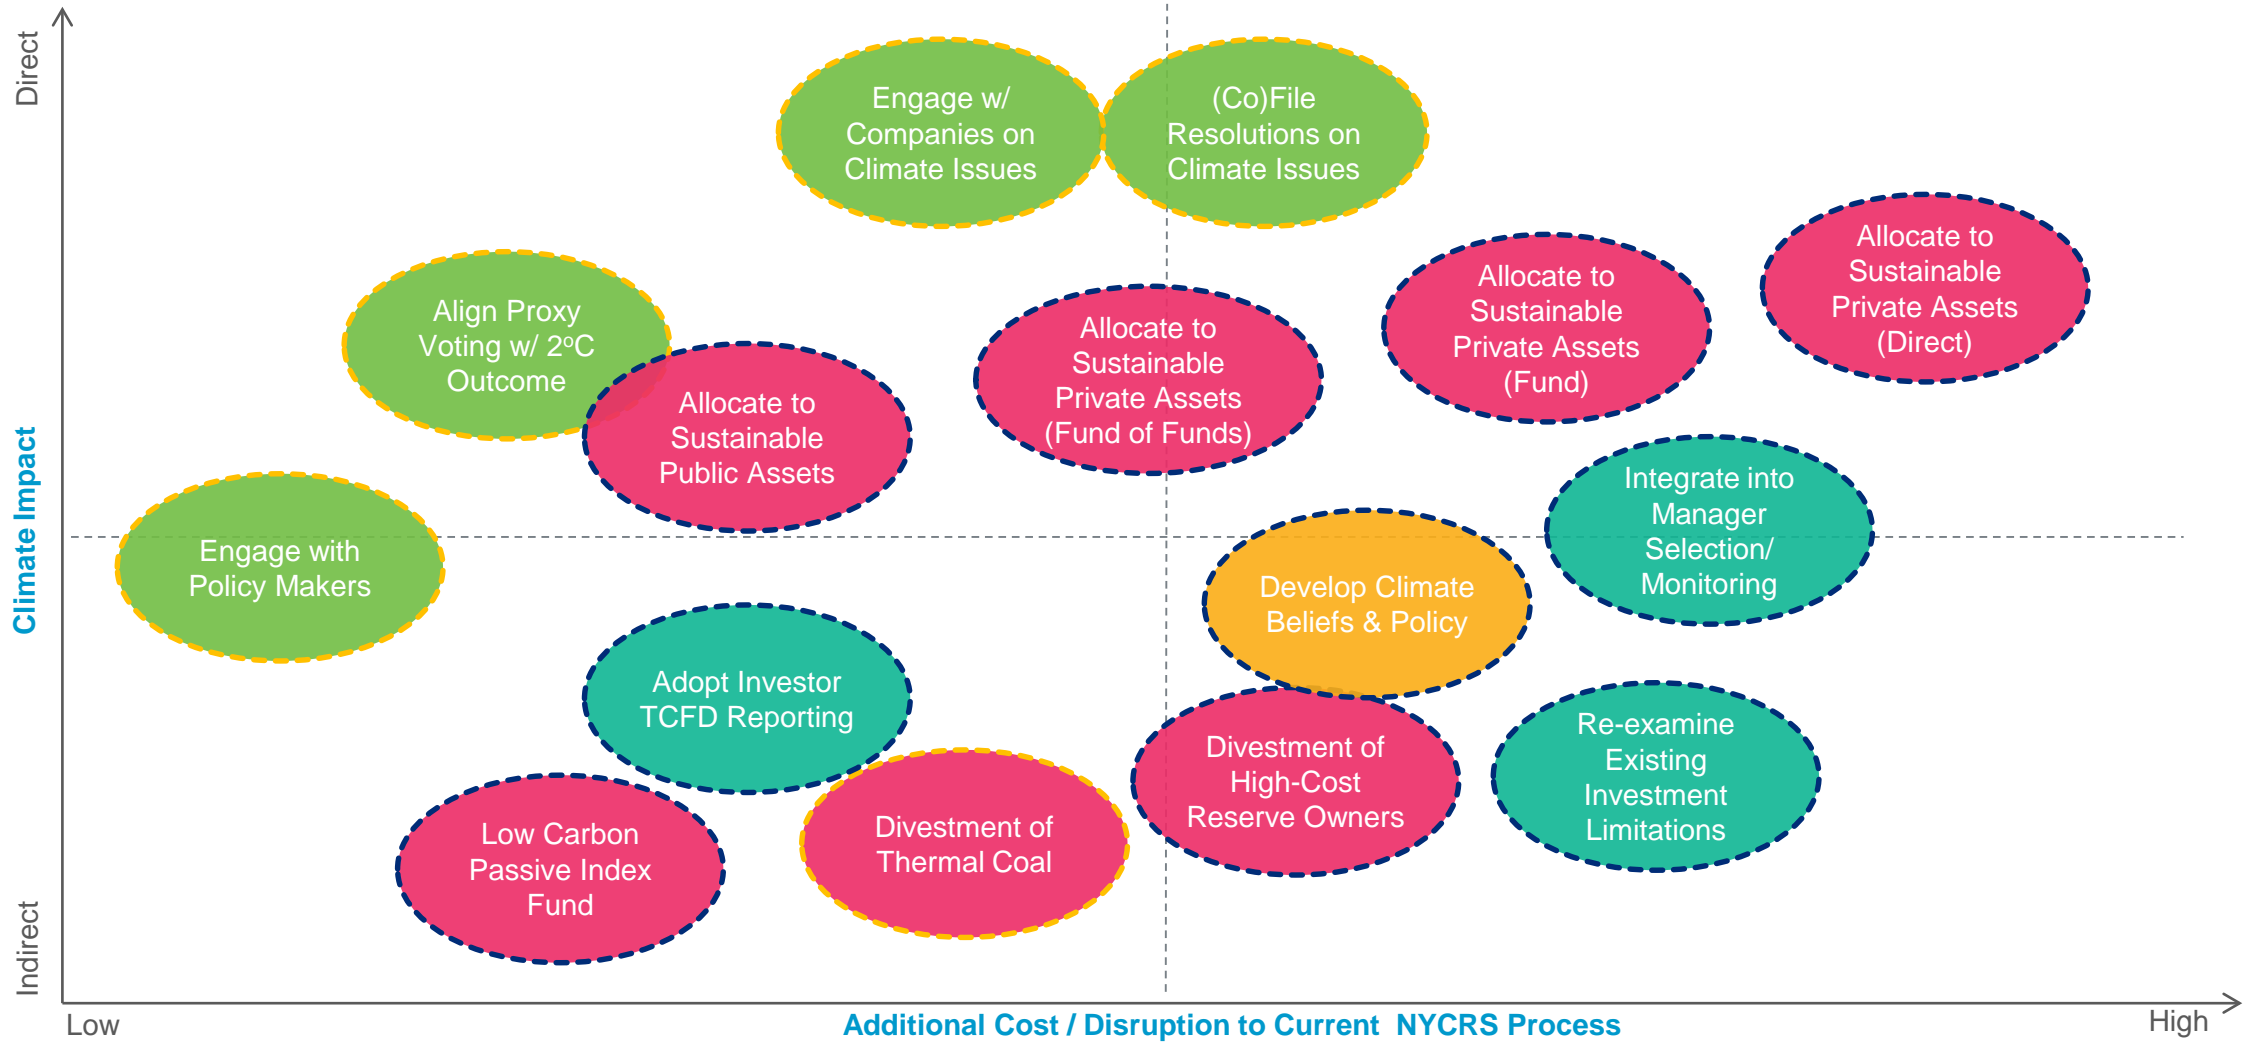 Direct
Engage w/
Companies on
Climate Issues
(Co)File
Resolutions on
Climate Issues
Allocate to
Sustainable
Private Assets
(Direct)
Allocate to
Sustainable
Private Assets
(Fund)
Align Proxy
Voting w/ 2ºC
Outcome
Allocate to
Sustainable
Private Assets
(Fund of Funds)
Allocate to
Sustainable
Public Assets
Climate Impact
Integrate into
Manager
Selection/
Monitoring
Engage with
Policy Makers
Develop Climate
Beliefs & Policy
Adopt Investor
TCFD Reporting
Divestment of
High-Cost
Reserve Owners
Re-examine
Existing
Investment
Limitations
Low Carbon
Passive Index
Fund
Divestment of
Thermal Coal
Indirect
Low
Additional Cost / Disruption to Current NYCRS Process
High